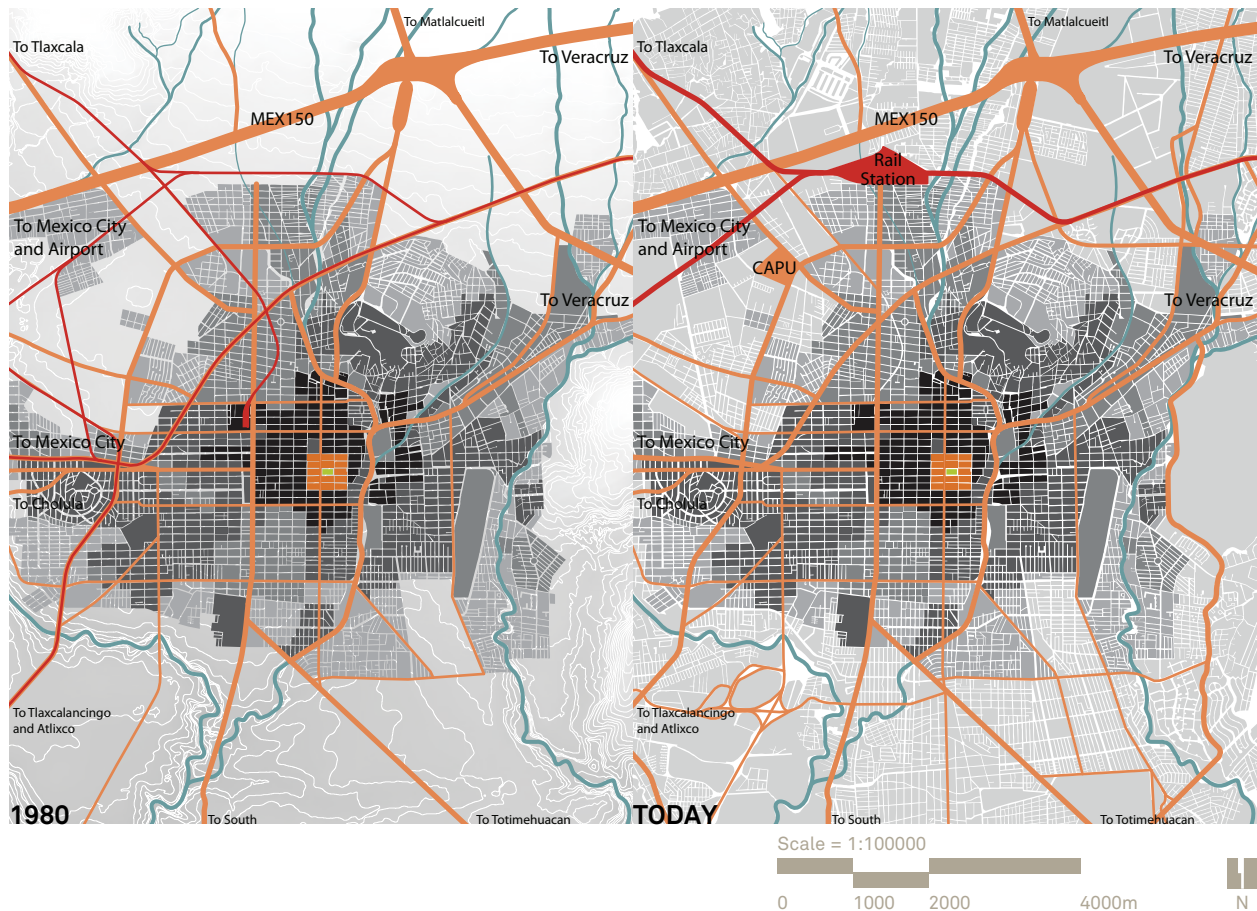 To Matlalcueitl
To Tlaxcala
To Veracruz
MEX150
To Mexico City
and Airport
To Veracruz
To Mexico City
To Cholula
To Tlaxcalancingo
and Atlixco
1980
To South
To Totimehuacan
To Matlalcueitl
To Tlaxcala
To Veracruz
MEX150
Rail
Station
To Mexico City
and Airport
CAPU
To Veracruz
To Mexico City
To Cholula
To Tlaxcalancingo
and Atlixco
TODAY
To South
To Totimehuacan
Scale = 1:100000
0 1000 2000 4000m N